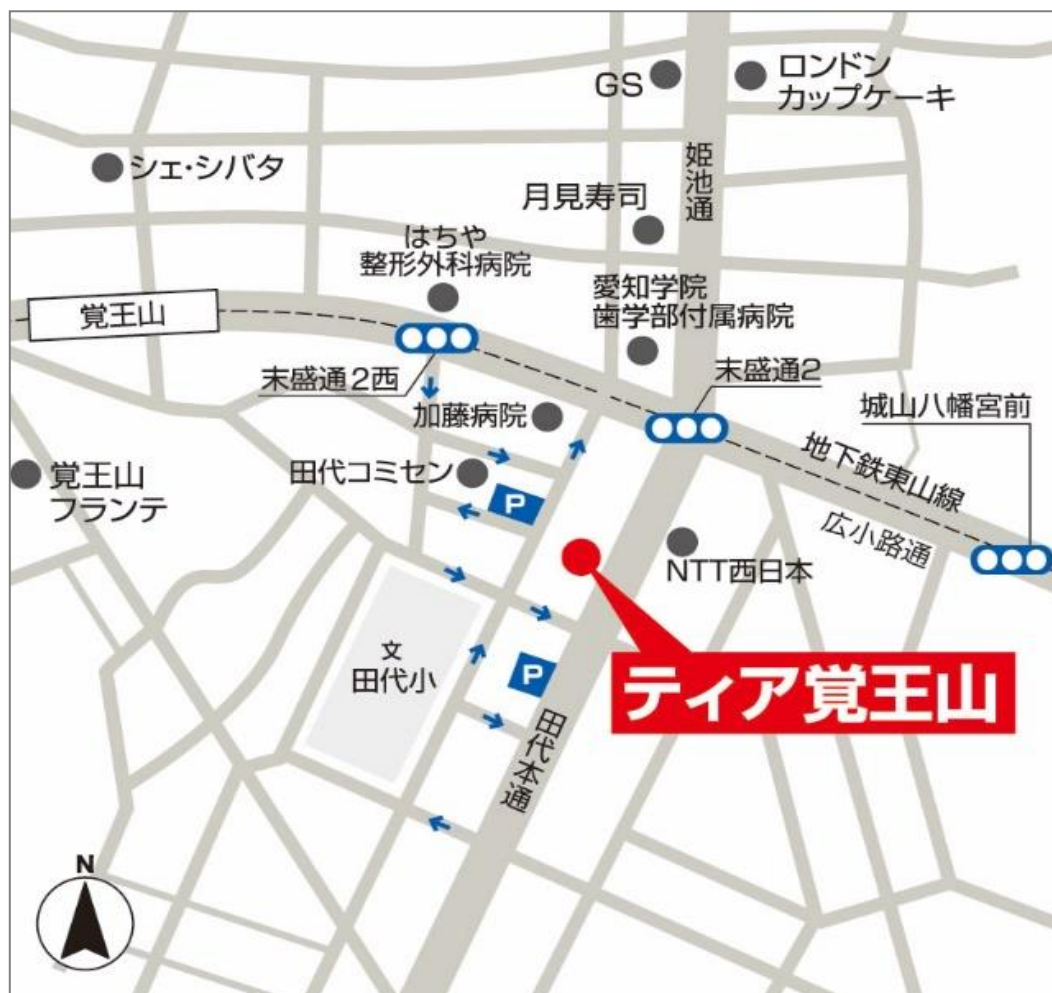 GS
ロンドン
カップケーキ
シェ・シバタ
姫池通
月見寿司
はちや
整形外科病院
愛知学院
歯学部付属病院
覚王山
末盛通2西
末盛通2
加藤病院
城山八幡宮前
地下鉄東山線
広小路通
覚王山
フランテ
田代コミセン
P
NTT西日本
文
田代小
P
ティア覚王山
田代本通
N